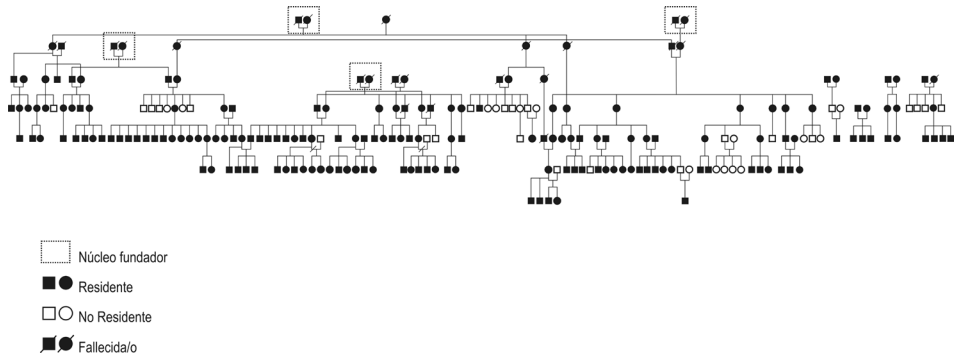 Núcleo fundador
Residente
No Residente
Fallecida/o